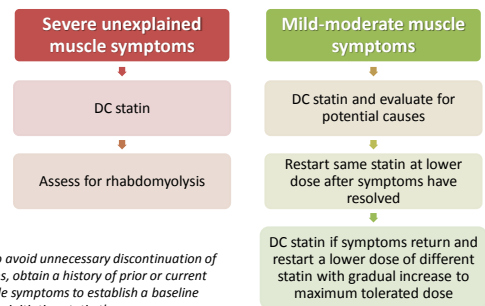 Severe unexplained
muscle symptoms
DC statin
Assess for rhabdomyolysis
Mild-moderate muscle
symptoms
DC statin and evaluate for
potential causes
Restart same statin at lower
dose after symptoms have
resolved
DC statin if symptoms return and
restart a lower dose of different
statin with gradual increase to
maximum tolerated dose
avoid unnecessary discontinuation of
obtain a history of prior or current
symptoms to establish a baseline